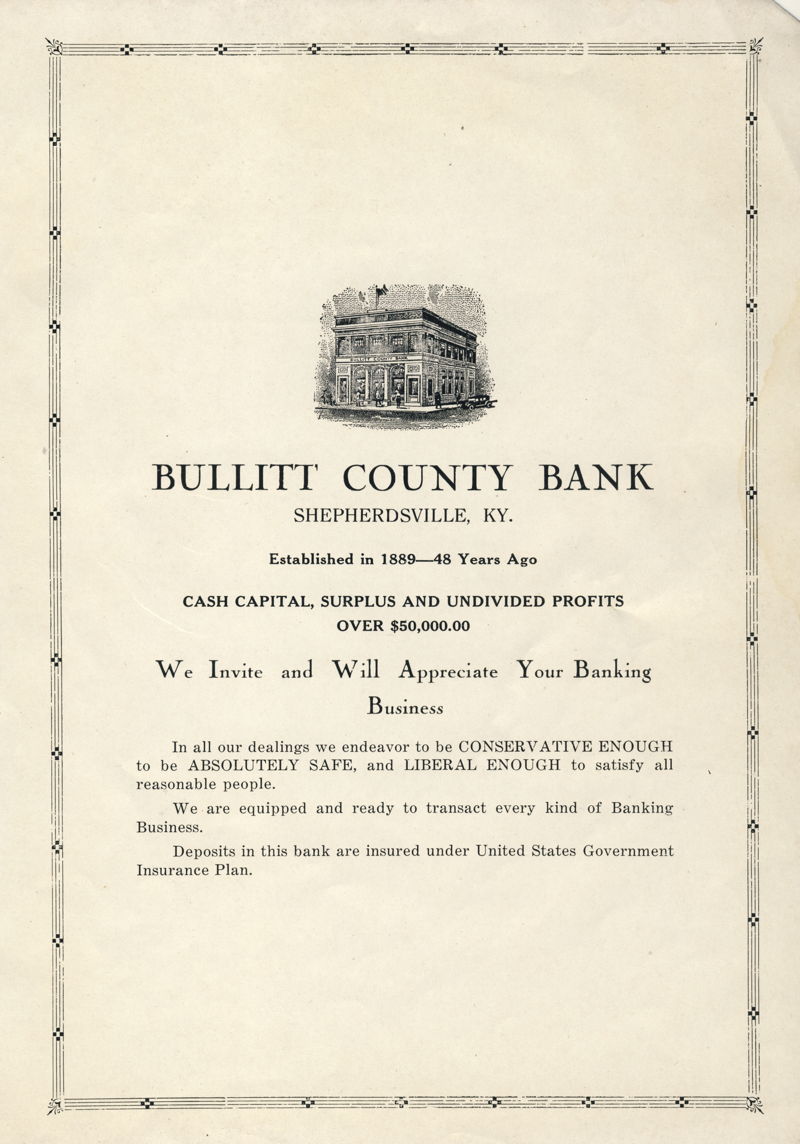 BULLITT COUNTY BANK
BULLITT COUNTY BANK
SHEPHERDSVILLE, KY.
Established in 1889—48 Years Ago
CASH CAPITAL, SURPLUS AND UNDIVIDED PROFITS
OVER $50,000.00
We Invite and Will Appreciate Your Banking
Business
In all our dealings we endeavor to be CONSERVATIVE ENOUGH
to be ABSOLUTELY SAFE, and LIBERAL ENOUGH to satisfy all
reasonable people.
We are equipped and ready to transact every kind of Banking
Business.
Deposits in this bank are insured under United States Government
Insurance Plan.